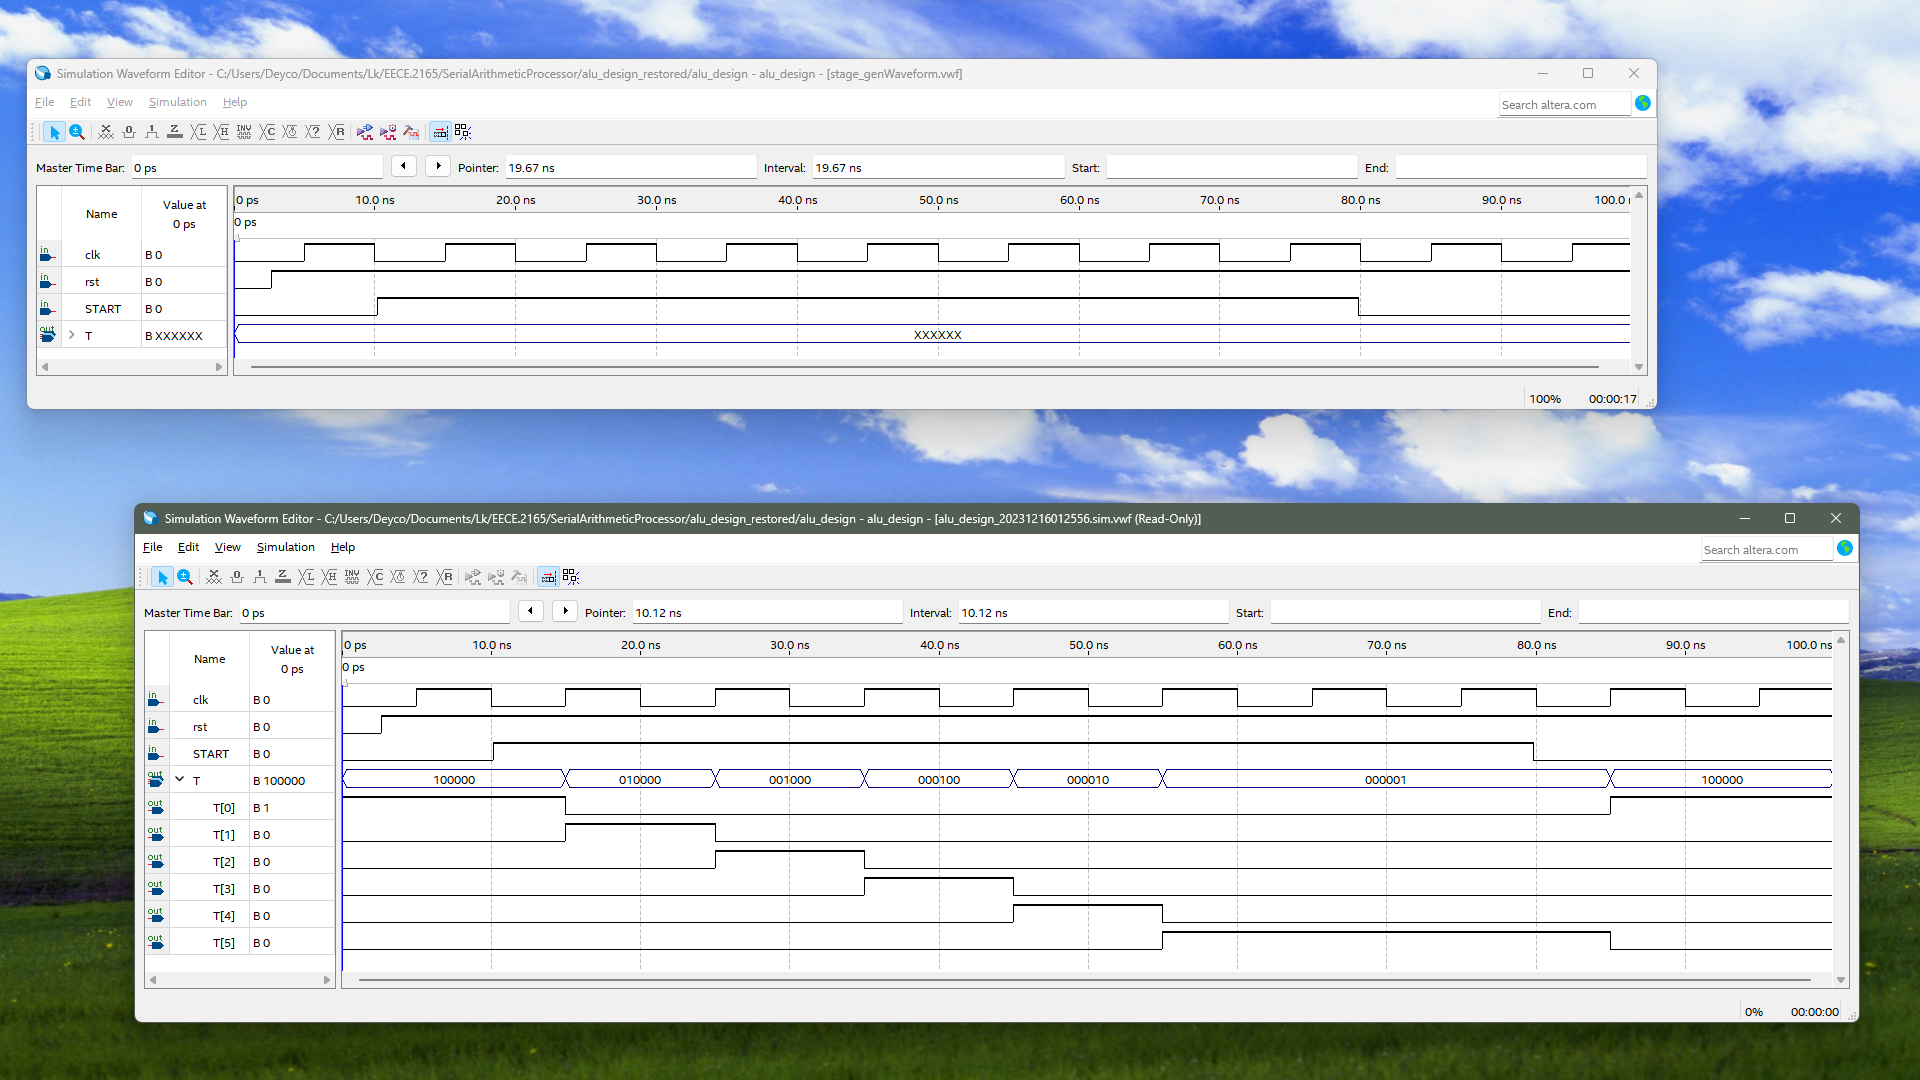 Simulation Waveform Editor - C:/Users/Deyco/Documents/Lk/EECE.2165/SerialArithmeticProcessor/alu_design_restored/alu_design - alu_design - [stage_genWaveform.vwf]
File Edit View Simulation Help
Search altera.com
Master Time Bar: 0 ps Pointer: 19.67 ns Interval: 19.67 ns Start: End:
Name Value at 0 ps
0 ps 10.0 ns 20.0 ns 30.0 ns 40.0 ns 50.0 ns 60.0 ns 70.0 ns 80.0 ns 90.0 ns 100.0
0 ps
in clk B 0
in rst B 0
in START B 0
out > T B XXXXXX XXXXXX
100% 00:00:17
Simulation Waveform Editor - C:/Users/Deyco/Documents/Lk/EECE.2165/SerialArithmeticProcessor/alu_design_restored/alu_design - alu_design - [alu_design_20231216012556.sim.vwf (Read-Only)]
File Edit View Simulation Help
Search altera.com
Master Time Bar: 0 ps Pointer: 10.12 ns Interval: 10.12 ns Start: End:
Name Value at 0 ps
0 ps 10.0 ns 20.0 ns 30.0 ns 40.0 ns 50.0 ns 60.0 ns 70.0 ns 80.0 ns 90.0 ns 100.0 ns
0 ps
in clk B 0
in rst B 0
in START B 0
out T B 100000 100000 010000 001000 000100 000010 000001 100000
out T[0] B 1
out T[1] B 0
out T[2] B 0
out T[3] B 0
out T[4] B 0
out T[5] B 0
0% 00:00:00